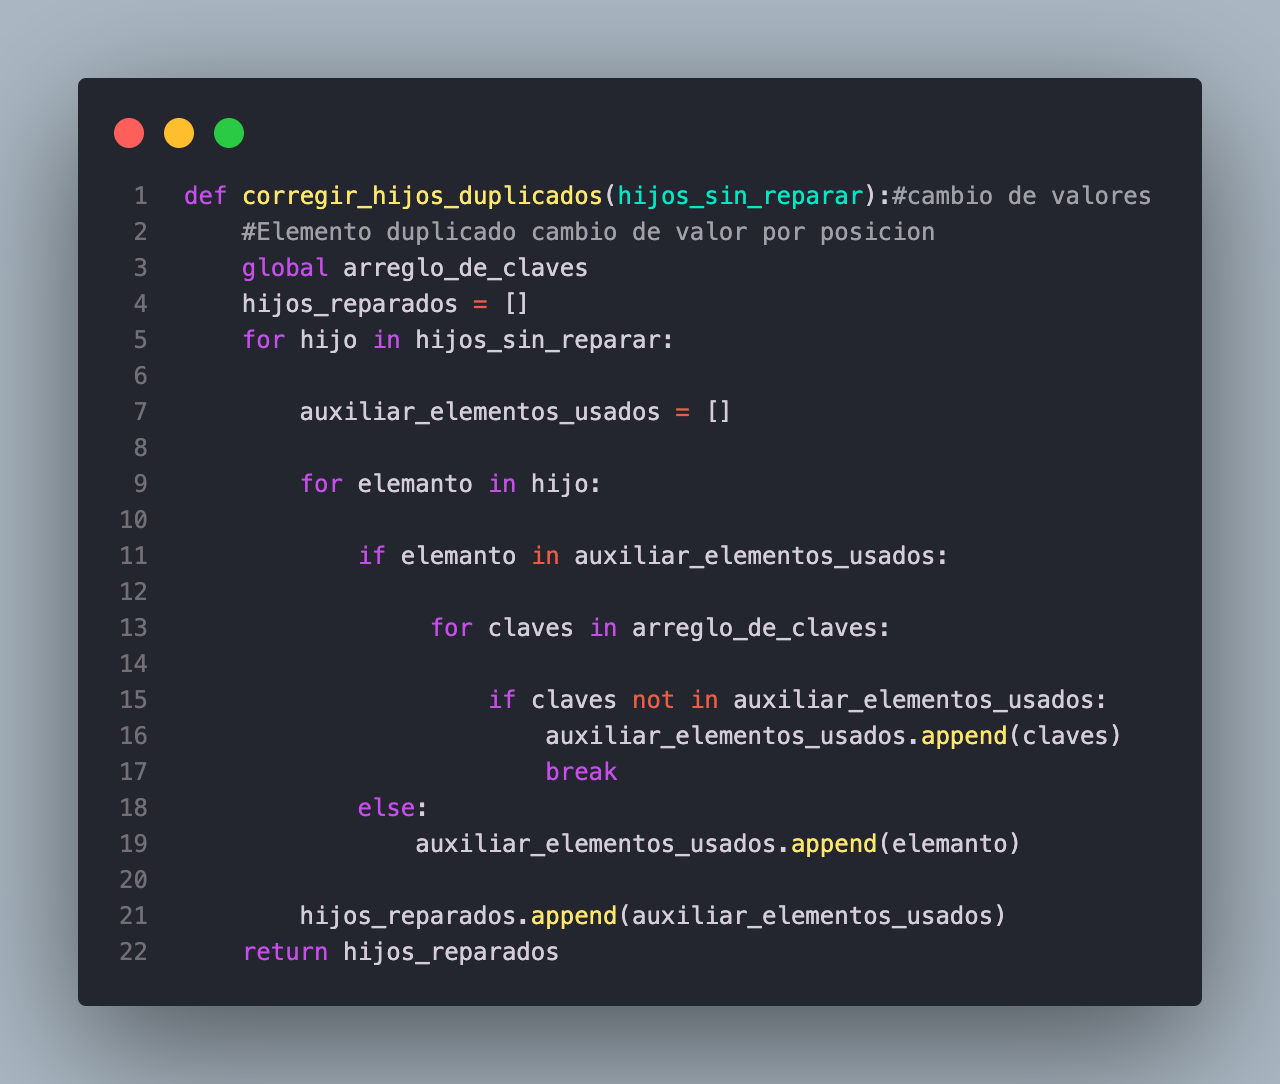 1 def corregir_hijos_duplicados(hijos_sin_reparar):#cambio de valores
2     #Elemento duplicado cambio de valor por posicion
3     global arreglo_de_claves
4     hijos_reparados = []
5     for hijo in hijos_sin_reparar:
6
7         auxiliar_elementos_usados = []
8
9         for elemanto in hijo:
10
11             if elemanto in auxiliar_elementos_usados:
12
13                  for claves in arreglo_de_claves:
14
15                      if claves not in auxiliar_elementos_usados:
16                          auxiliar_elementos_usados.append(claves)
17                          break
18             else:
19                 auxiliar_elementos_usados.append(elemanto)
20
21         hijos_reparados.append(auxiliar_elementos_usados)
22     return hijos_reparados